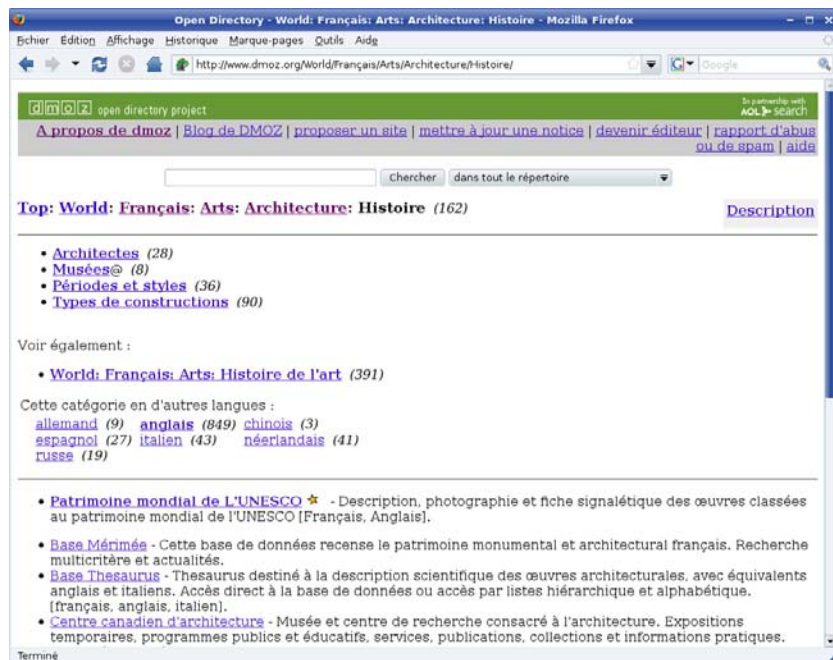 Open Directory - World: Français: Arts: Architecture: Histoire - Mozilla Firefox
Fichier Édition Affichage Historique Marque-pages Outils Aide
http://www.dmoz.org/World/Français/Arts/Architecture/Histoire/
Google
dmoz open directory project
In partnership with
AOL search
A propos de dmoz | Blog de DMOZ | proposer un site | mettre à jour une notice | devenir éditeur | rapport d'abus
ou de spam | aide
Chercher dans tout le répertoire
Top: World: Français: Arts: Architecture: Histoire (162)
Description
• Architectes (28)
• Musées@ (8)
• Périodes et styles (36)
• Types de constructions (90)
Voir également :
• World: Français: Arts: Histoire de l'art (391)
Cette catégorie en d'autres langues :
allemand (9) anglais (849) chinois (3)
espagnol (27) italien (43) néerlandais (41)
russe (19)
• Patrimoine mondial de L'UNESCO - Description, photographie et fiche signalétique des œuvres classées
au patrimoine mondial de l'UNESCO [Français, Anglais].
• Base Mérimée - Cette base de données recense le patrimoine monumental et architectural français. Recherche
multicritère et actualités.
• Base Thesaurus - Thesaurus destiné à la description scientifique des œuvres architecturales, avec équivalents
anglais et italiens. Accès direct à la base de données ou accès par listes hiérarchique et alphabétique.
[français, anglais, italien].
• Centre canadien d'architecture - Musée et centre de recherche consacré à l'architecture. Expositions
temporaires, programmes publics et éducatifs, services, publications, collections et informations pratiques.
Terminé